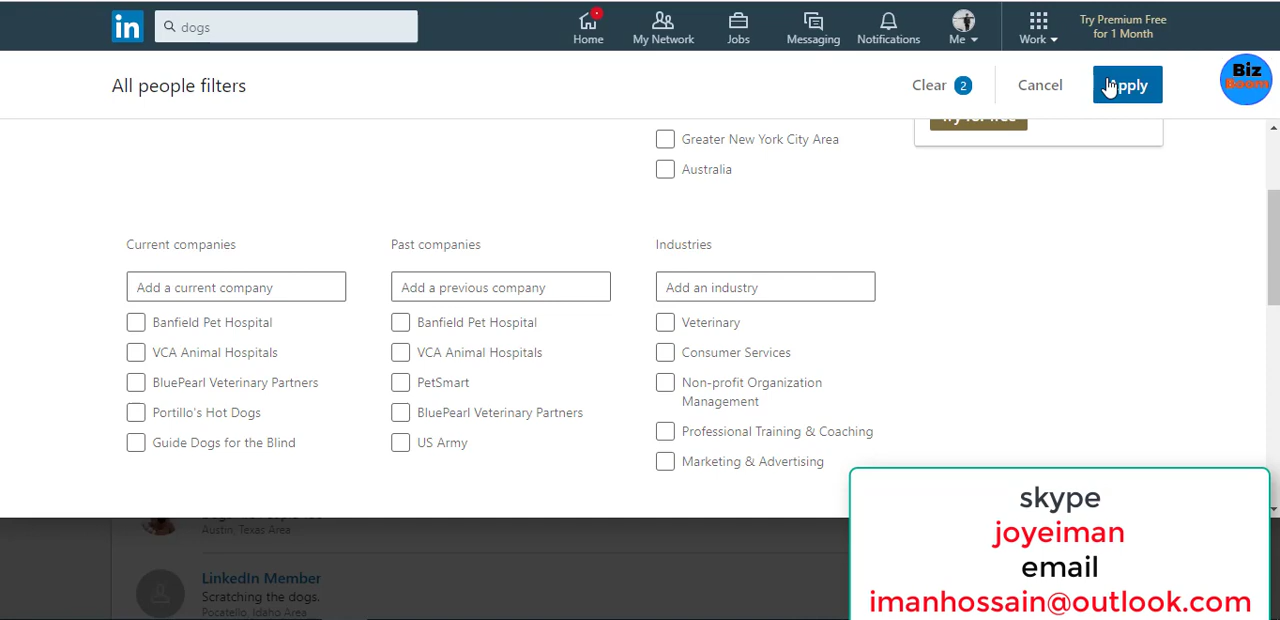 in
dogs
Home
My Network
Jobs
Messaging
Notifications
Me
Work
Try Premium Free
for 1 Month
All people filters
Clear 2
Cancel
Biz
Boom
Greater New York City Area
Australia
Current companies
Past companies
Industries
Add a current company
Add a previous company
Add an industry
Banfield Pet Hospital
Banfield Pet Hospital
Veterinary
VCA Animal Hospitals
VCA Animal Hospitals
Consumer Services
BluePearl Veterinary Partners
PetSmart
Non-profit Organization
Management
Portillo's Hot Dogs
BluePearl Veterinary Partners
Professional Training & Coaching
Guide Dogs for the Blind
US Army
Marketing & Advertising
skype
joyeiman
email
imanhossain@outlook.com
Austin, Texas Area
LinkedIn Member
Scratching the dogs.
Pocatello, Idaho Area